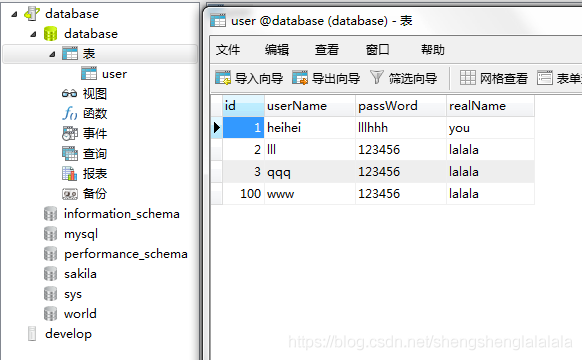 database
database
表
user
视图
函数
事件
查询
报表
备份
information_schema
mysql
performance_schema
sakila
sys
world
develop
user @database (database) - 表
文件 编辑 查看 窗口 帮助
导入向导 导出向导 筛选向导 网格查看 表单
id userName passWord realName
1 heihei lllhhh you
2 lll 123456 lalala
3 qqq 123456 lalala
100 www 123456 lalala
https://blog.csdn.net/shengshenglalalala